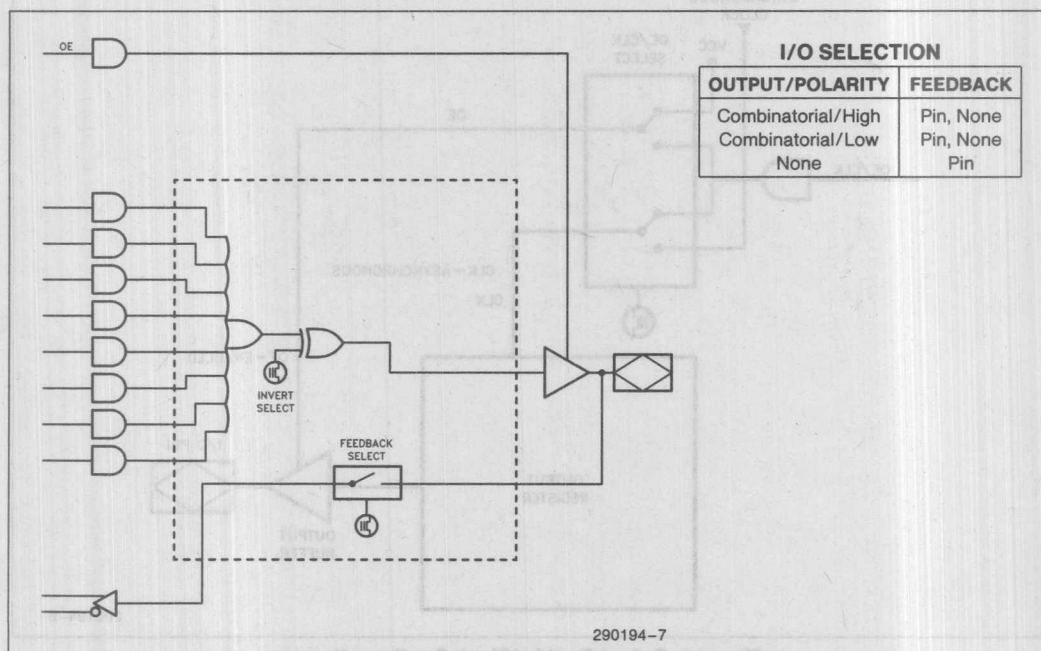 OE
I/O SELECTION
OUTPUT/POLARITY FEEDBACK
Combinatorial/High Pin, None
Combinatorial/Low Pin, None
None Pin
INVERT
SELECT
FEEDBACK
SELECT
290194-7